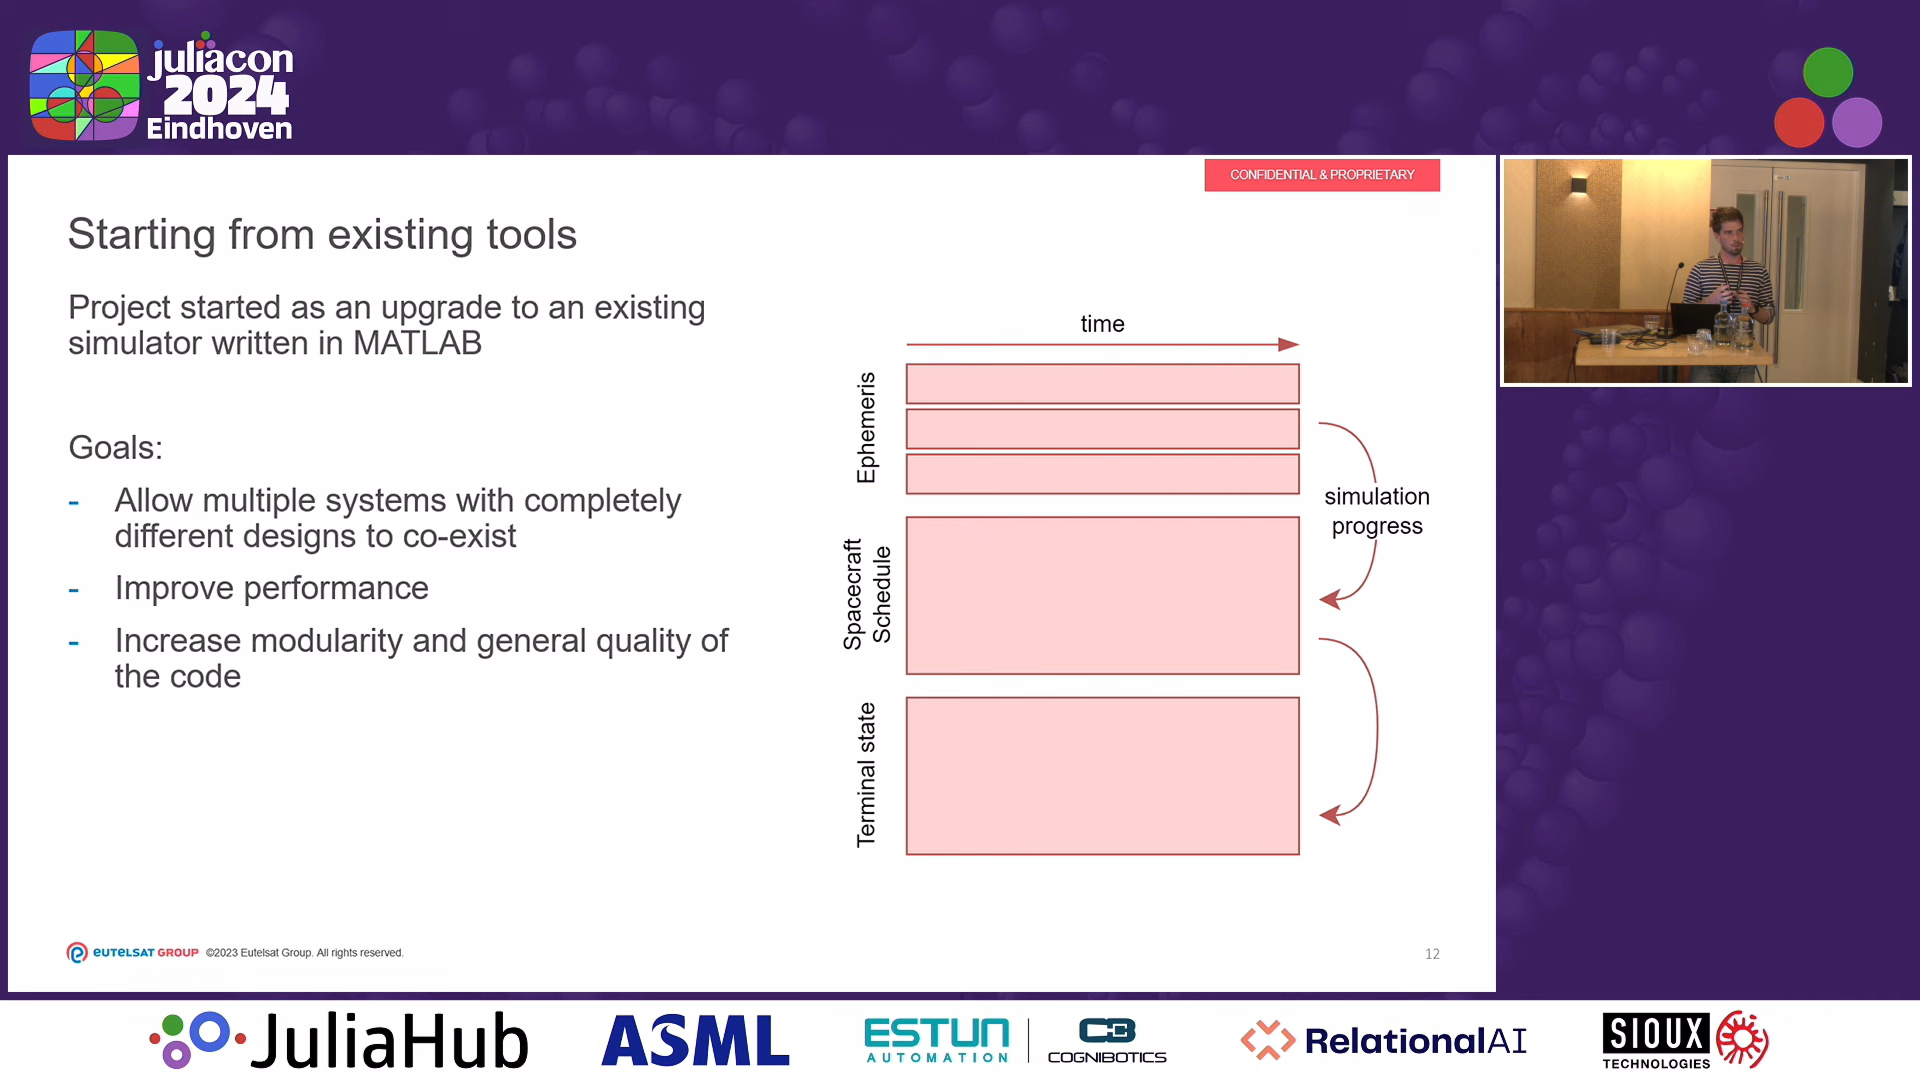 juliacon
2024
Eindhoven
CONFIDENTIAL & PROPRIETARY
Starting from existing tools
Project started as an upgrade to an existing
simulator written in MATLAB
Goals:
- Allow multiple systems with completely
different designs to co-exist
- Improve performance
- Increase modularity and general quality of
the code
time
Ephemeris
simulation
progress
Spacecraft
Schedule
Terminal state
EUTELSAT GROUP ©2023 Eutelsat Group. All rights reserved.
12
JuliaHub
ASML
ESTUN
AUTOMATION
COGNIBOTICS
RelationalAI
SIOUX
TECHNOLOGIES